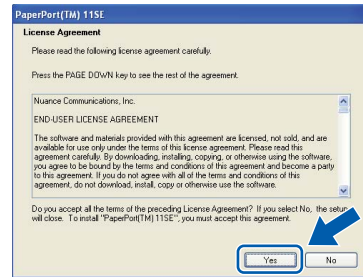 PaperPort(TM) 11SE
License Agreement
Please read the following license agreement carefully.
Press the PAGE DOWN key to see the rest of the agreement.
Nuance Communications, Inc.
END-USER LICENSE AGREEMENT
The software and materials provided with this agreement are licensed, not sold, and are
available for use only under the terms of this license agreement. Please read this
agreement carefully. By downloading, installing, copying, or otherwise using the software,
you agree to be bound by the terms and conditions of this agreement and become a party
to this agreement. If you do not agree with all of the terms and conditions of this
agreement, do not download, install, copy or otherwise use the software.
Do you accept all the terms of the preceding License Agreement? If you select No, the setup
will close. To install "PaperPort(TM) 11SE", you must accept this agreement.
Yes
No